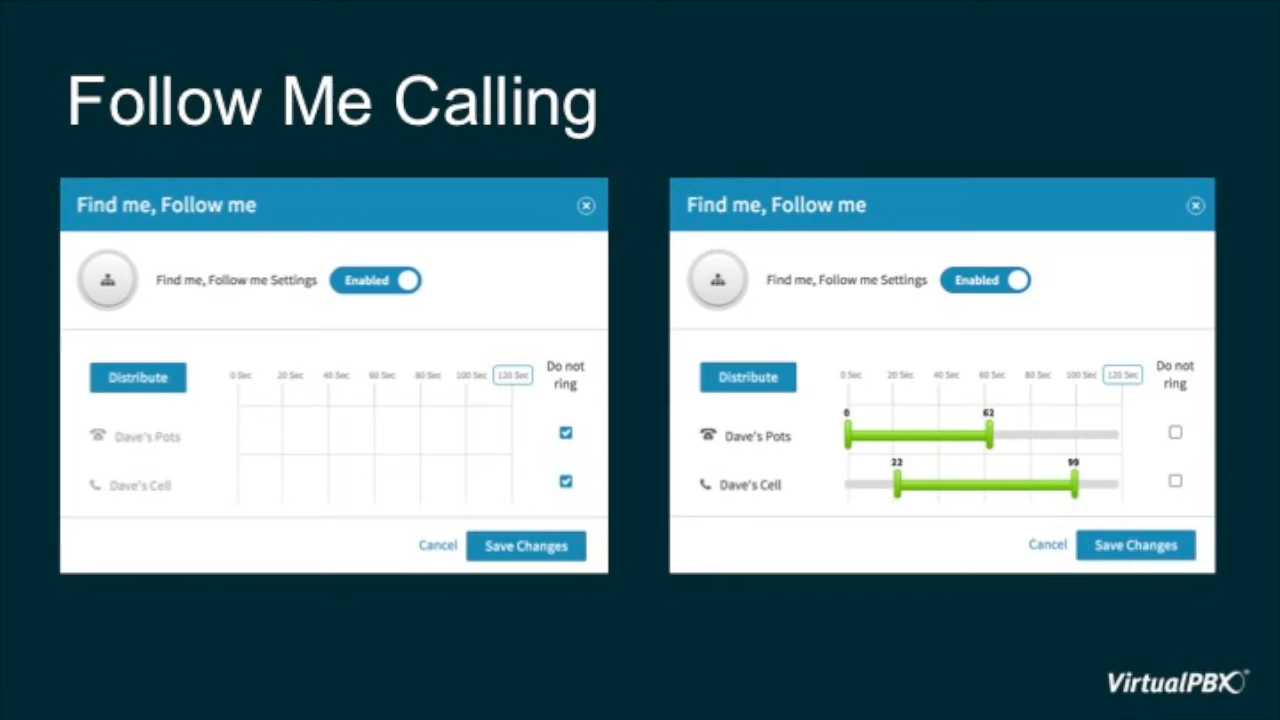 Follow Me Calling
Find me, Follow me
Find me, Follow me Settings Enabled
Distribute 0 Sec 20 Sec 40 Sec 60 Sec 80 Sec 100 Sec 120 Sec Do not ring
Dave's Pots
Dave's Cell
Cancel Save Changes
Find me, Follow me
Find me, Follow me Settings Enabled
Distribute 0 Sec 20 Sec 40 Sec 60 Sec 80 Sec 100 Sec 120 Sec Do not ring
0 62
Dave's Pots
22 99
Dave's Cell
Cancel Save Changes
VirtualPBX®